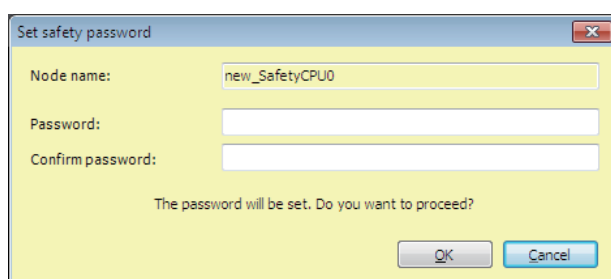 Set safety password
Node name: new_SafetyCPU0
Password:
Confirm password:
The password will be set. Do you want to proceed?
OK Cancel